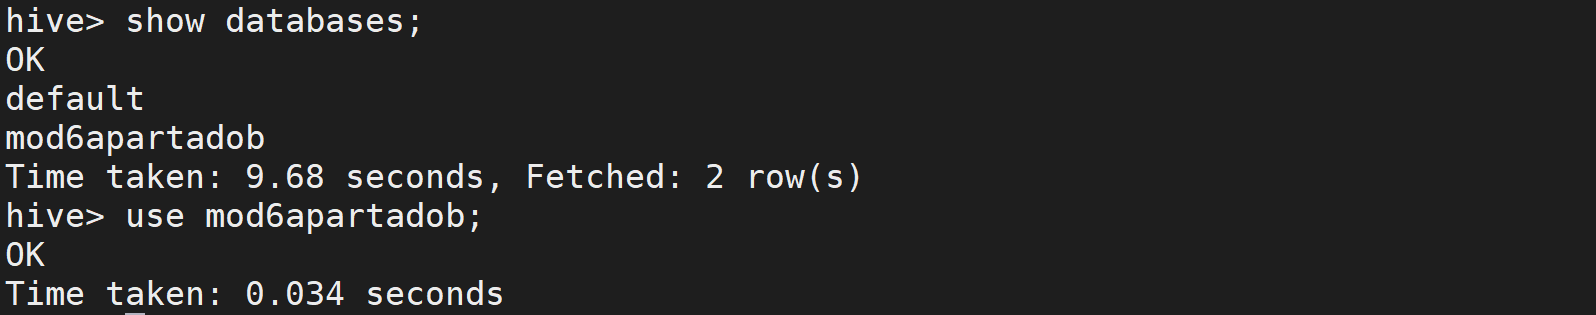 hive> show databases;
OK
default
mod6apartadob
Time taken: 9.68 seconds, Fetched: 2 row(s)
hive> use mod6apartadob;
OK
Time taken: 0.034 seconds